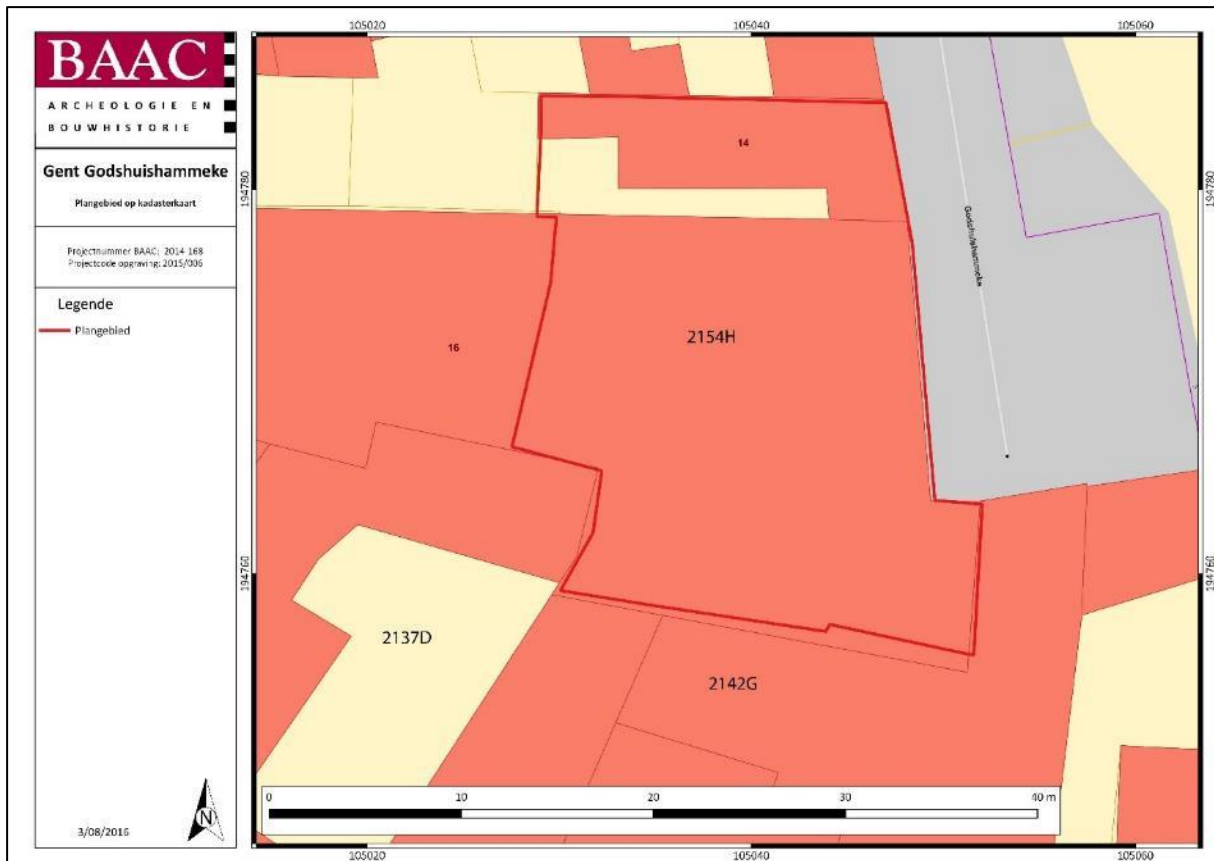 BAAC
ARCHEOLOGIE EN
BOUWHISTORIE
Gent Godshuishammeke
Plangebied op kadasterkaart
Projectnummer BAAC: 2014-168
Projectcode opgraving: 2015/006
Legende
Plangebied
3/08/2016
N
105020
105040
105060
194780
194780
14
Godshuishammeke
2154H
16
194760
194760
2137D
2142G
0 10 20 30 40 m
105020
105040
105060